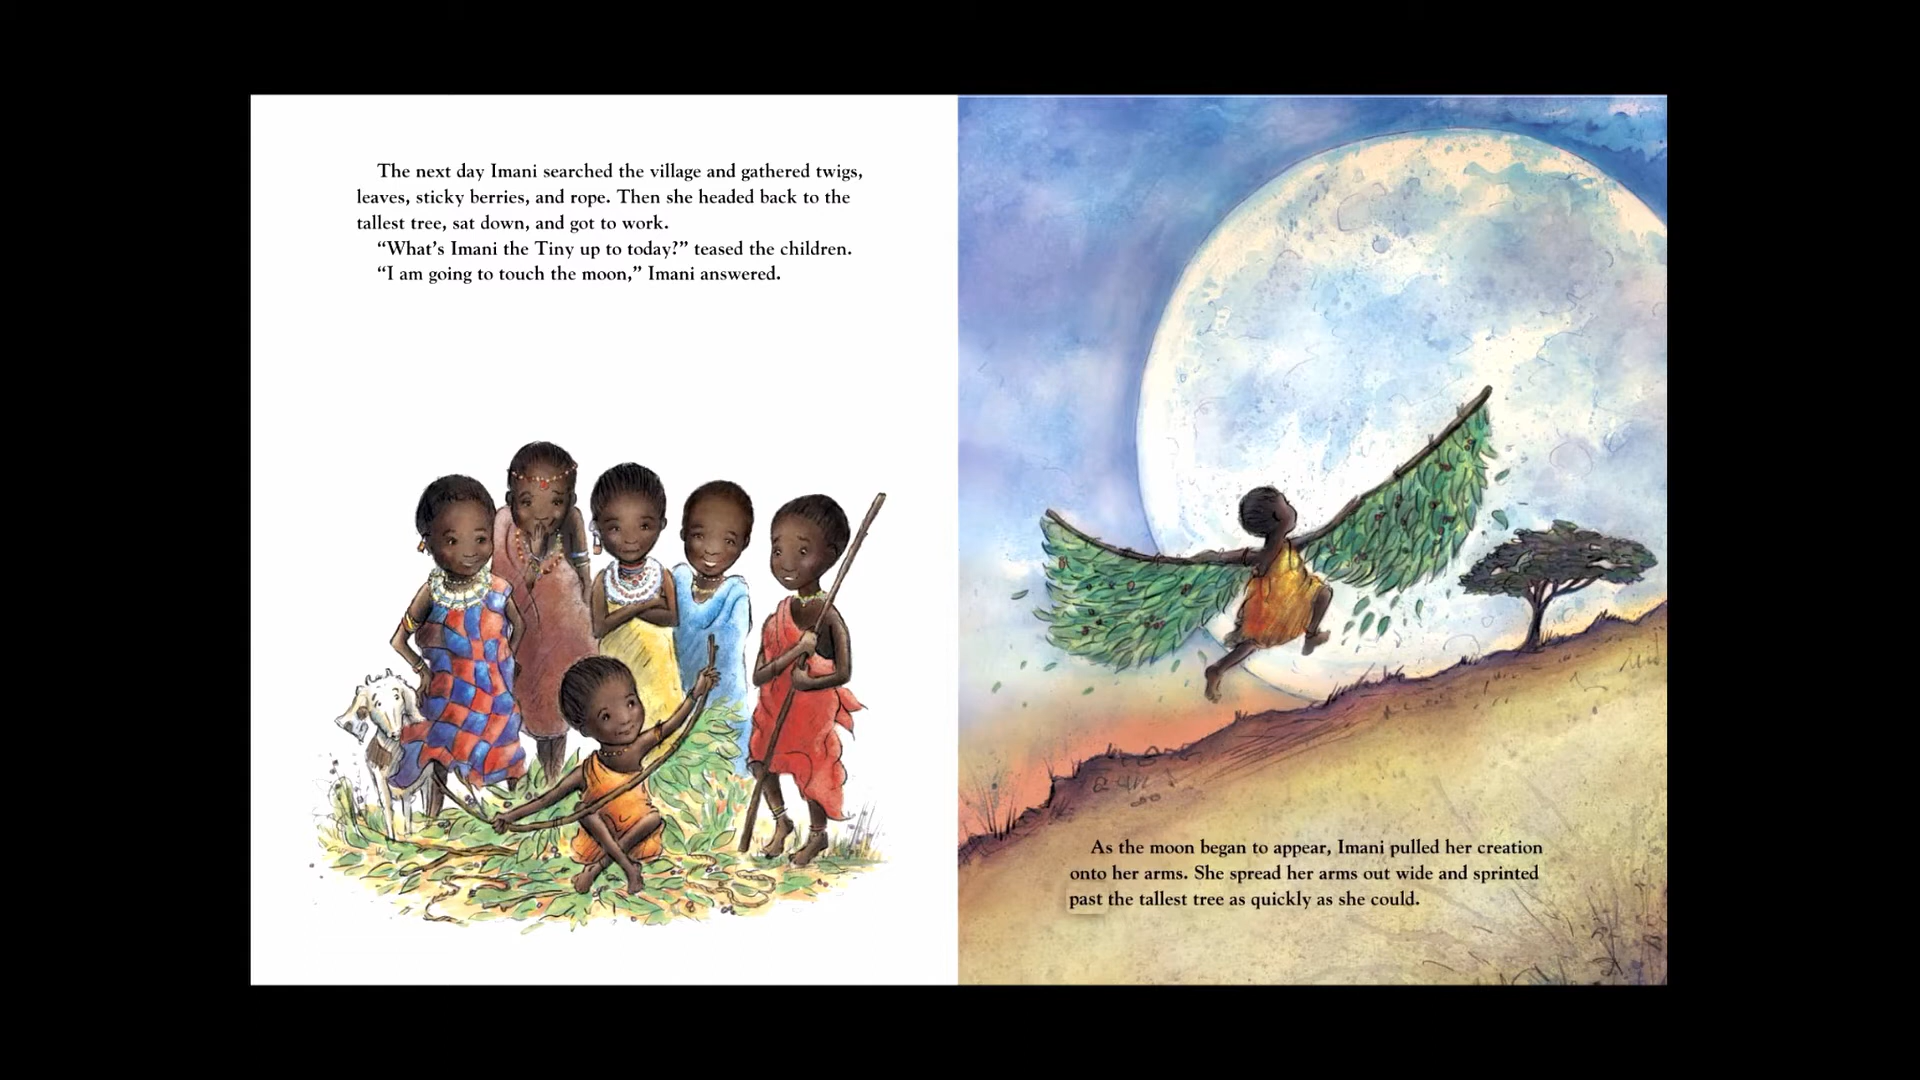 The next day Imani searched the village and gathered twigs,
leaves, sticky berries, and rope. Then she headed back to the
tallest tree, sat down, and got to work.
“What’s Imani the Tiny up to today?” teased the children.
“I am going to touch the moon,” Imani answered.
As the moon began to appear, Imani pulled her creation
onto her arms. She spread her arms out wide and sprinted
past the tallest tree as quickly as she could.